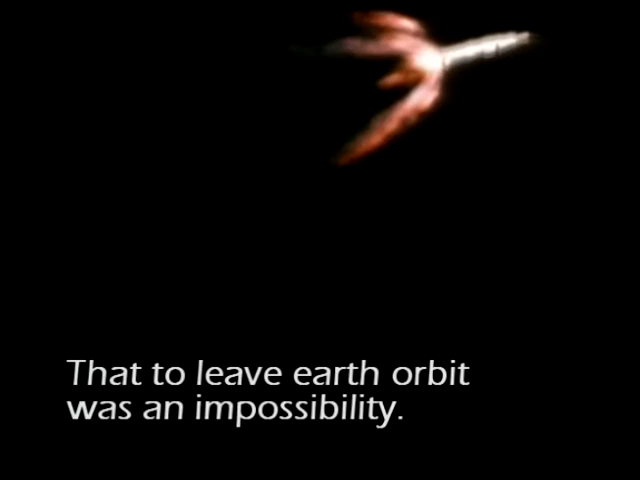 That to leave earth orbit
was an impossibility.